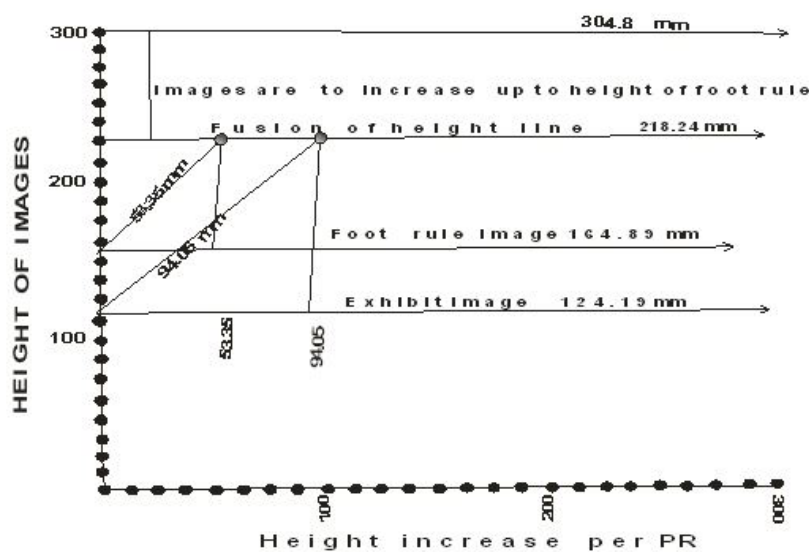 304.8 mm
300
Images are to increase up to height of foot rule
Fusion of height line 218.24 mm
200
53.35 mm
94.05 mm
Foot rule image 164.89 mm
Exhibit image 124.19 mm
100
53.35
94.05
HEIGHT OF IMAGES
100
200
300
Height increase per PR